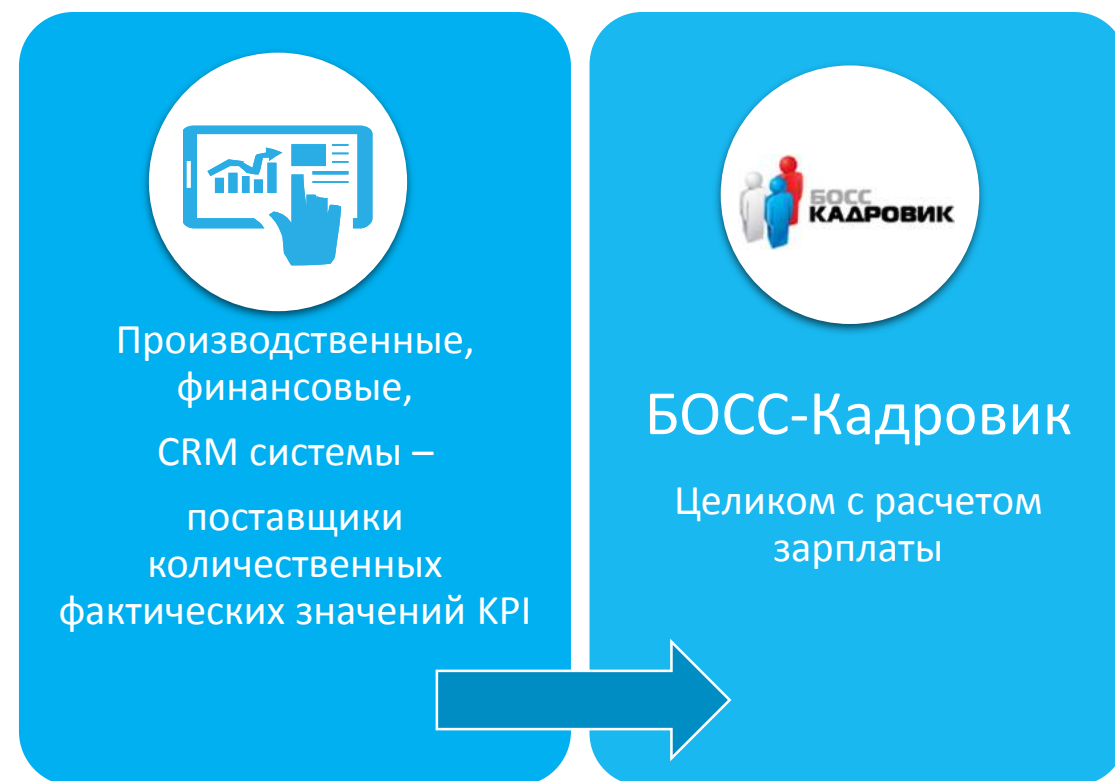 Производственные,
финансовые,
CRM системы –
поставщики
количественных
фактических значений KPI
БОСС
КАДРОВИК
БОСС-Кадровик
Целиком с расчетом
зарплаты